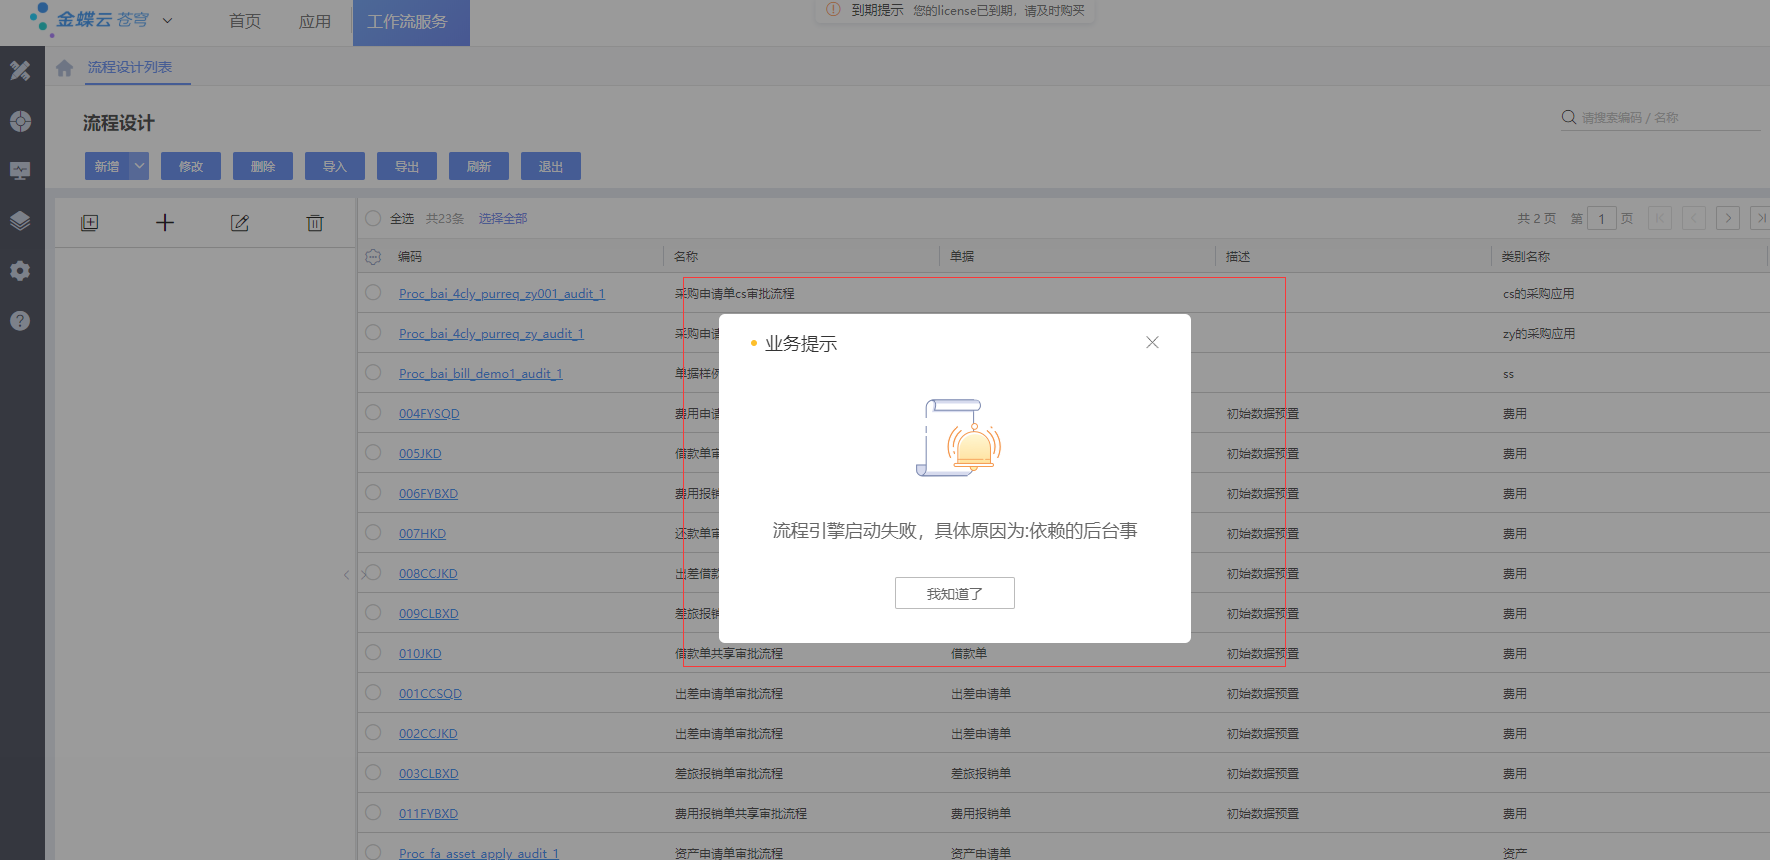 金蝶云 苍穹
首页
应用
工作流服务
到期提示 您的license已到期，请及时购买
流程设计列表
流程设计
请搜索编码 / 名称
新增
修改
删除
导入
导出
刷新
退出
全选 共23条 选择全部
共 2 页 第 1 页
编码 名称 单据 描述 类别名称
Proc_bai_4cly_purreq_zy001_audit_1 采购申请单cs审批流程 cs的采购应用
Proc_bai_4cly_purreq_zy_audit_1 采购申请 zy的采购应用
Proc_bai_bill_demo1_audit_1 单据样例 ss
004FYSQD 费用申请 初始数据预置 费用
005JKD 借款单审 初始数据预置 费用
006FYBXD 费用报销 初始数据预置 费用
007HKD 还款单审 初始数据预置 费用
008CCJKD 出差借款 初始数据预置 费用
009CLBXD 差旅报销 初始数据预置 费用
010JKD 借款单共享审批流程 借款单 初始数据预置 费用
001CCSQD 出差申请单审批流程 出差申请单 初始数据预置 费用
002CCJKD 出差申请单审批流程 出差申请单 初始数据预置 费用
003CLBXD 差旅报销单审批流程 差旅报销单 初始数据预置 费用
011FYBXD 费用报销单共享审批流程 费用报销单 初始数据预置 费用
Proc_fa_asset_apply_audit_1 资产申请单审批流程 资产申请单 资产
业务提示
流程引擎启动失败，具体原因为:依赖的后台事
我知道了